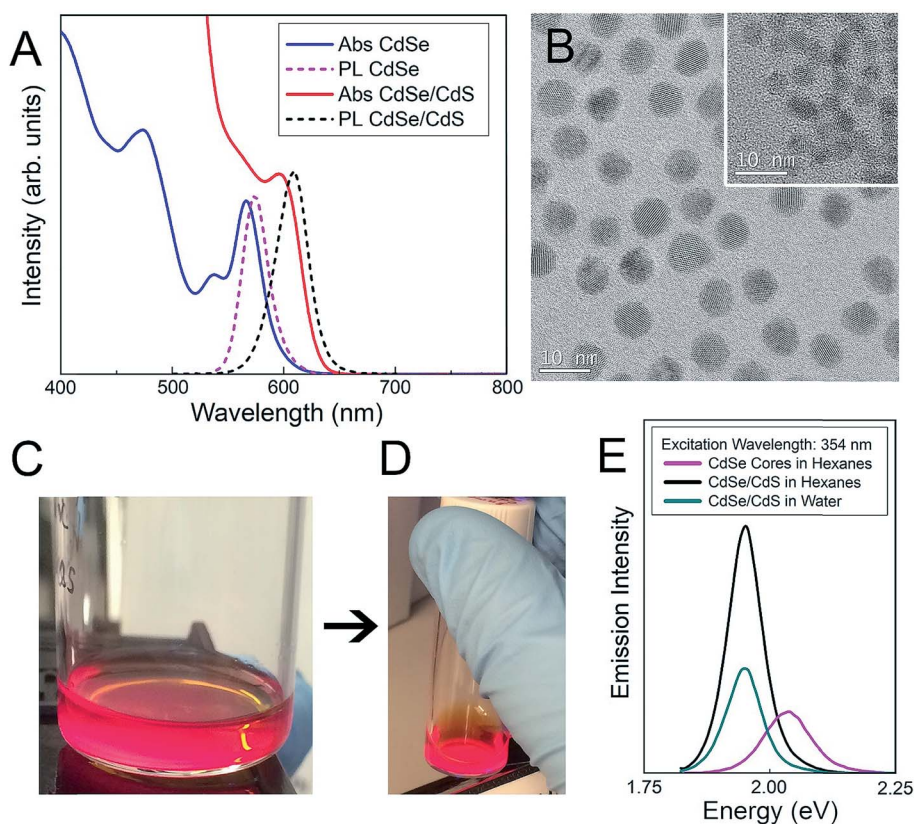 A
Abs CdSe
PL CdSe
Abs CdSe/CdS
PL CdSe/CdS
Intensity (arb. units)
400
500
600
700
800
Wavelength (nm)
B
10 nm
10 nm
C
D
E
Excitation Wavelength: 354 nm
CdSe Cores in Hexanes
CdSe/CdS in Hexanes
CdSe/CdS in Water
Emission Intensity
1.75
2.00
2.25
Energy (eV)